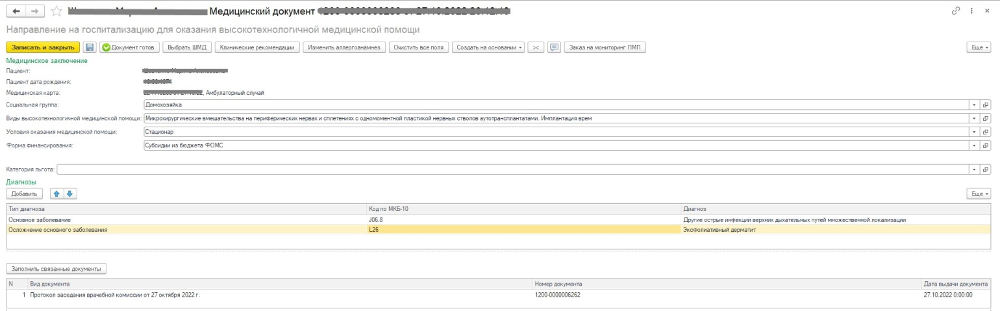 Медицинский документ
Направление на госпитализацию для оказания высокотехнологичной медицинской помощи
Записать и закрыть Документ готов Выбрать ШМД Клинические рекомендации Изменить аллергоанамнез Очистить все поля Создать на основании Заказ на мониторинг ПМП Еще
Медицинское заключение
Пациент:
Пациент дата рождения:
Медицинская карта: , Амбулаторный случай
Социальная группа: Домохозяйка
Виды высокотехнологичной медицинской помощи: Микрохирургические вмешательства на периферических нервах и сплетениях с одномоментной пластикой нервных стволов аутотрансплантатами. Имплантация врем
Условия оказания медицинской помощи: Стационар
Форма финансирования: Субсидии из бюджета ФОМС
Категория льгота:
Диагнозы
Добавить Еще
Тип диагноза Код по МКБ-10 Диагноз
Основное заболевание J06.8 Другие острые инфекции верхних дыхательных путей множественной локализации
Осложнение основного заболевания L26 Эксфолиативный дерматит
Заполнить связанные документы
N Вид документа Номер документа Дата выдачи документа
1 Протокол заседания врачебной комиссии от 27 октября 2022 г. 1200-0000006262 27.10.2022 0:00:00